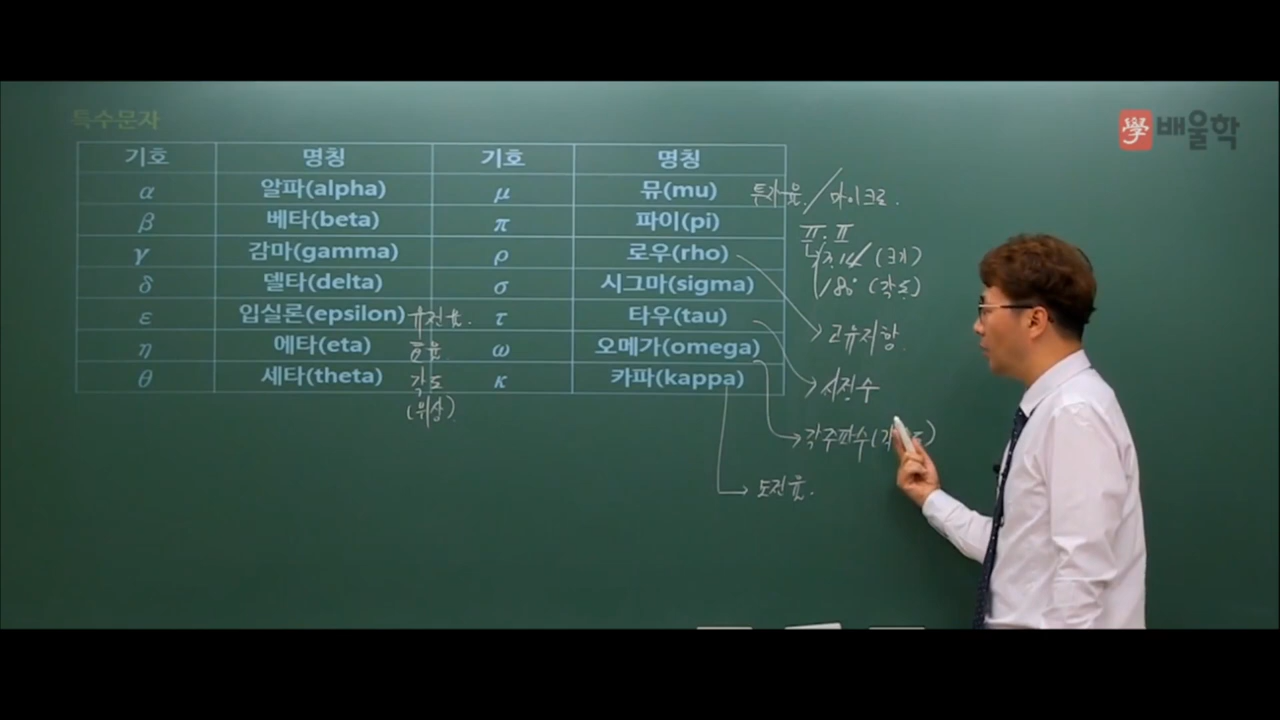 특수문자
學 배울학
기호 명칭 기호 명칭
α 알파(alpha) μ 뮤(mu) 투자율. / 마이크로.
β 베타(beta) π 파이(pi) π. π
γ 감마(gamma) ρ 로우(rho) 3.14 (크기)
δ 델타(delta) σ 시그마(sigma) 180° (각도)
ε 입실론(epsilon) 유전율. τ 타우(tau) 고유저항.
η 에타(eta) 효율. ω 오메가(omega)
θ 세타(theta) 각도 κ 카파(kappa) 시정수
(위상)
각주파수(각
도전율.